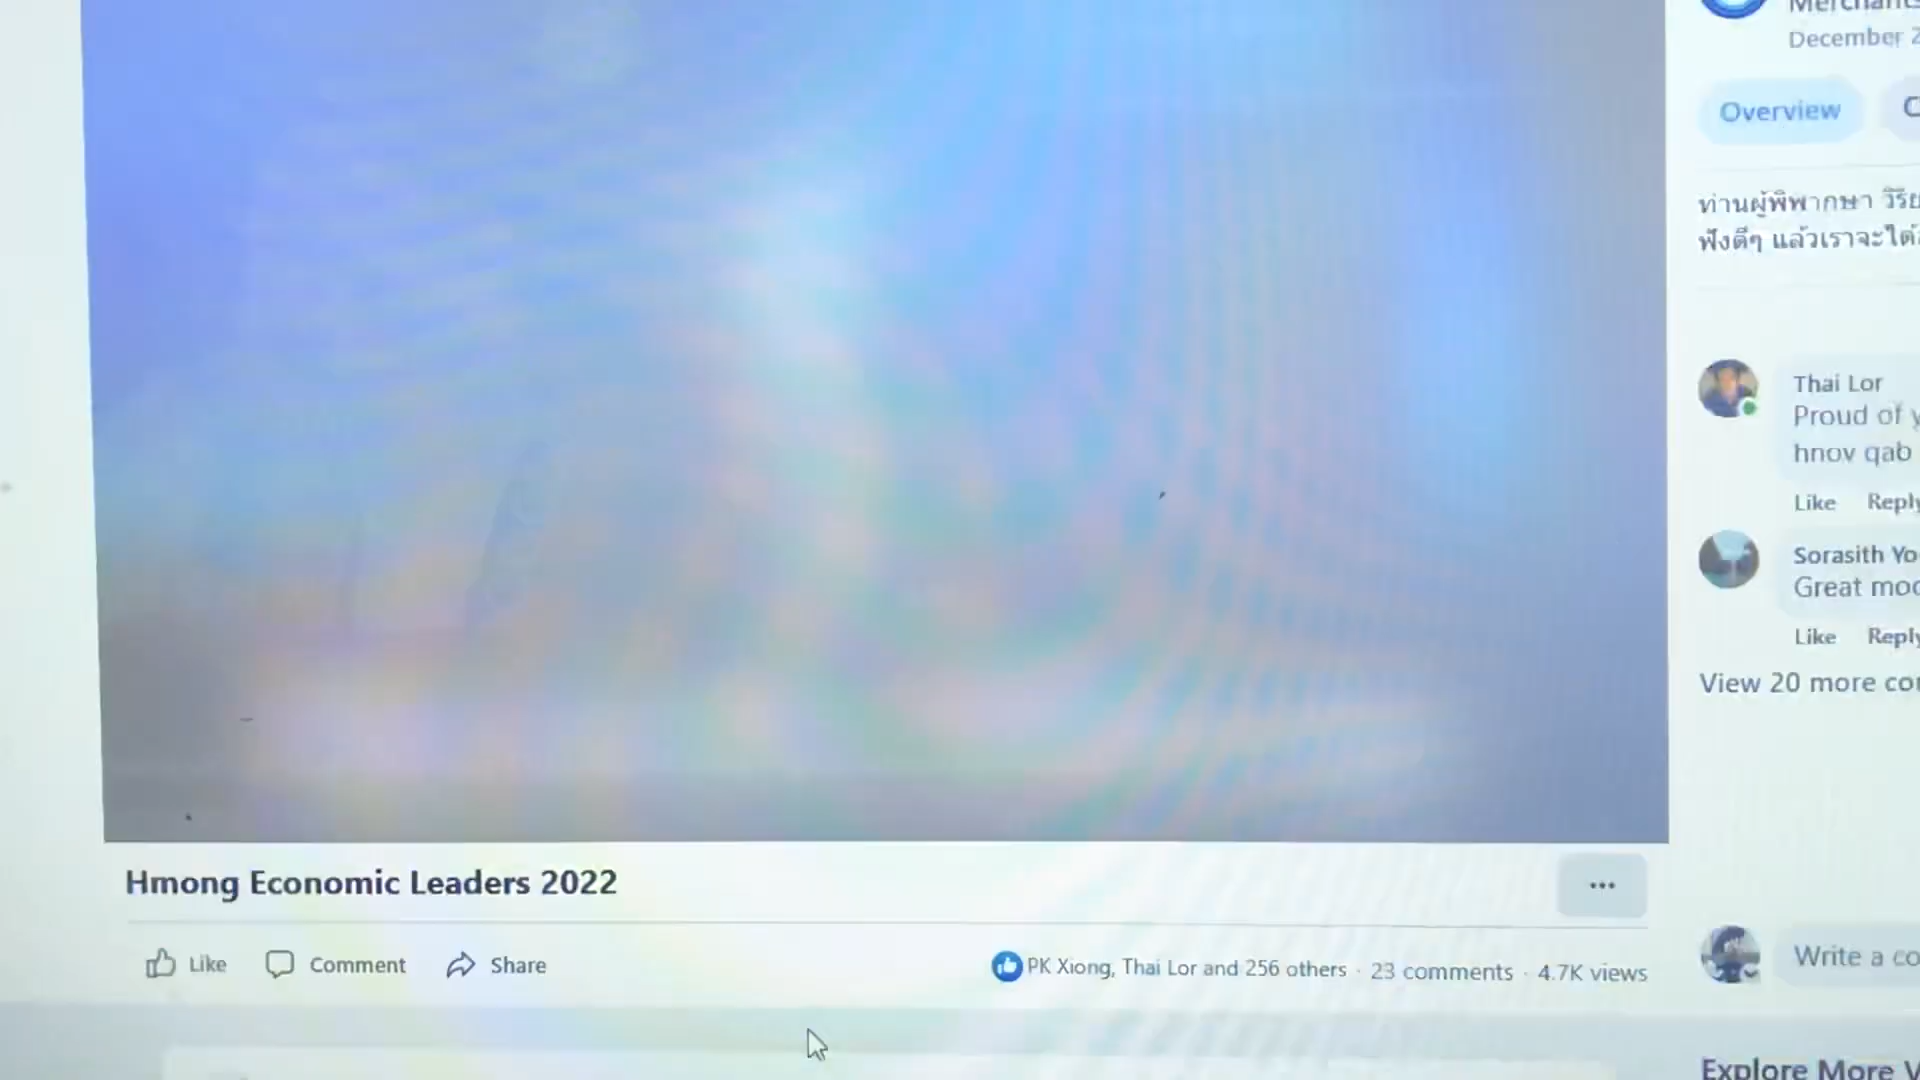 December
Overview
ท่านผู้พิพากษา
ฟังดีๆ แล้วเราจะได้
Thai Lor
Proud of
hnov qab
Like Reply
Sorasith
Great
Like Reply
View 20 more
Hmong Economic Leaders 2022
Like Comment Share
PK Xiong, Thai Lor and 256 others · 23 comments · 4.7K views
Write a
Explore More